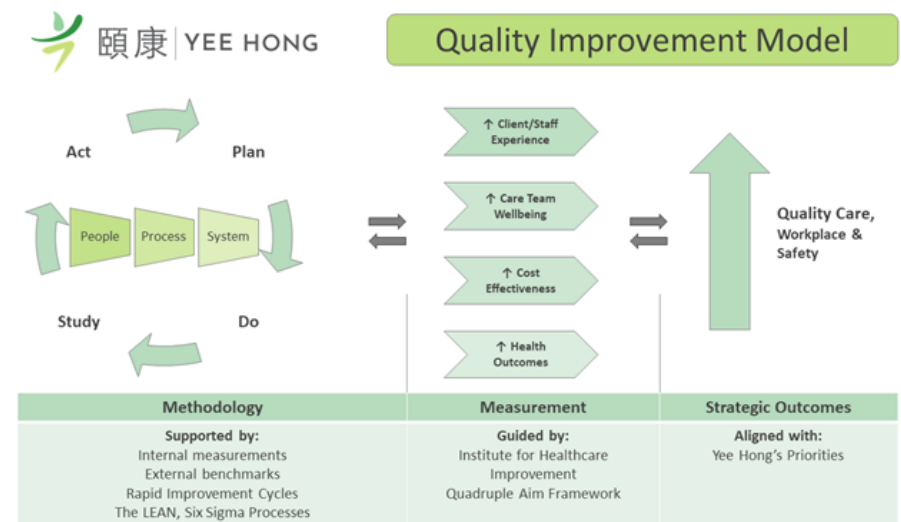 頤康 | YEE HONG
Quality Improvement Model
Act
Plan
People
Process
System
Study
Do
↑ Client/Staff
Experience
↑ Care Team
Wellbeing
↑ Cost
Effectiveness
↑ Health
Outcomes
Quality Care,
Workplace &
Safety
Methodology
Supported by:
Internal measurements
External benchmarks
Rapid Improvement Cycles
The LEAN, Six Sigma Processes
Measurement
Guided by:
Institute for Healthcare
Improvement
Quadruple Aim Framework
Strategic Outcomes
Aligned with:
Yee Hong's Priorities